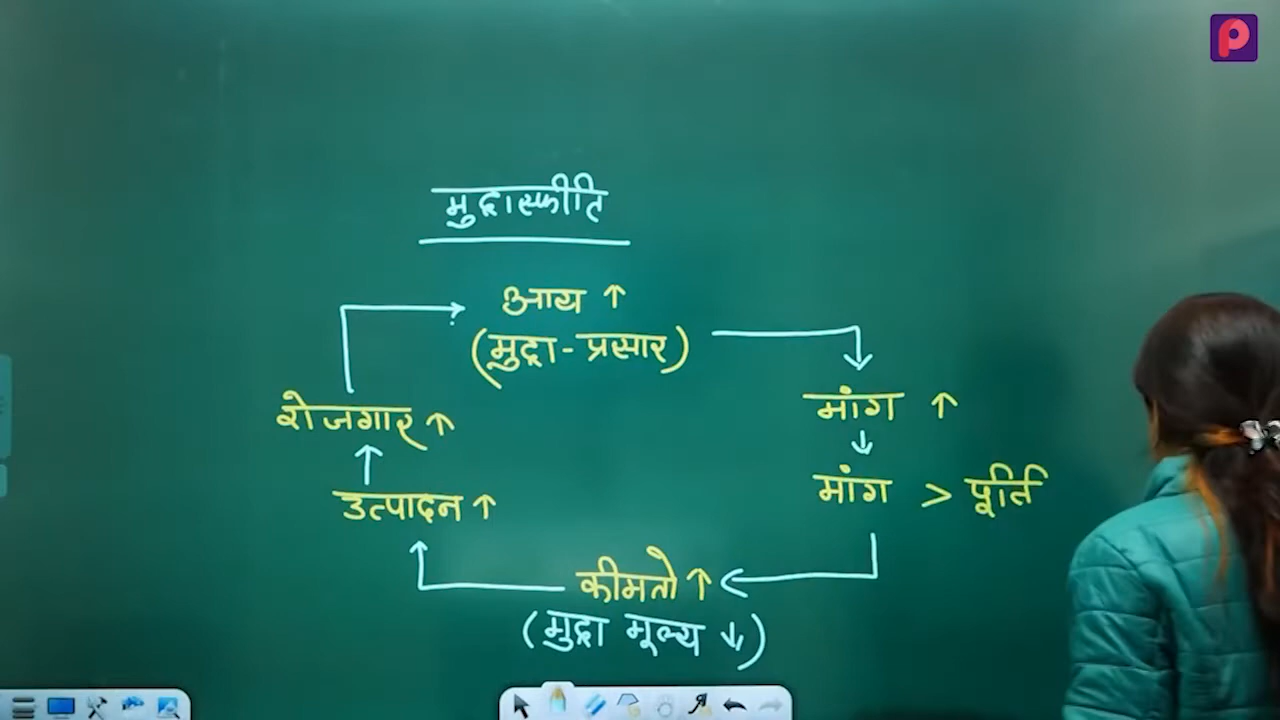 मुद्रास्फीति
आय ↑
(मुद्रा - प्रसार)
मांग ↑
↓
मांग > पूर्ति
रोजगार ↑
↑
उत्पादन ↑
कीमतो ↑
(मुद्रा मूल्य ↓)